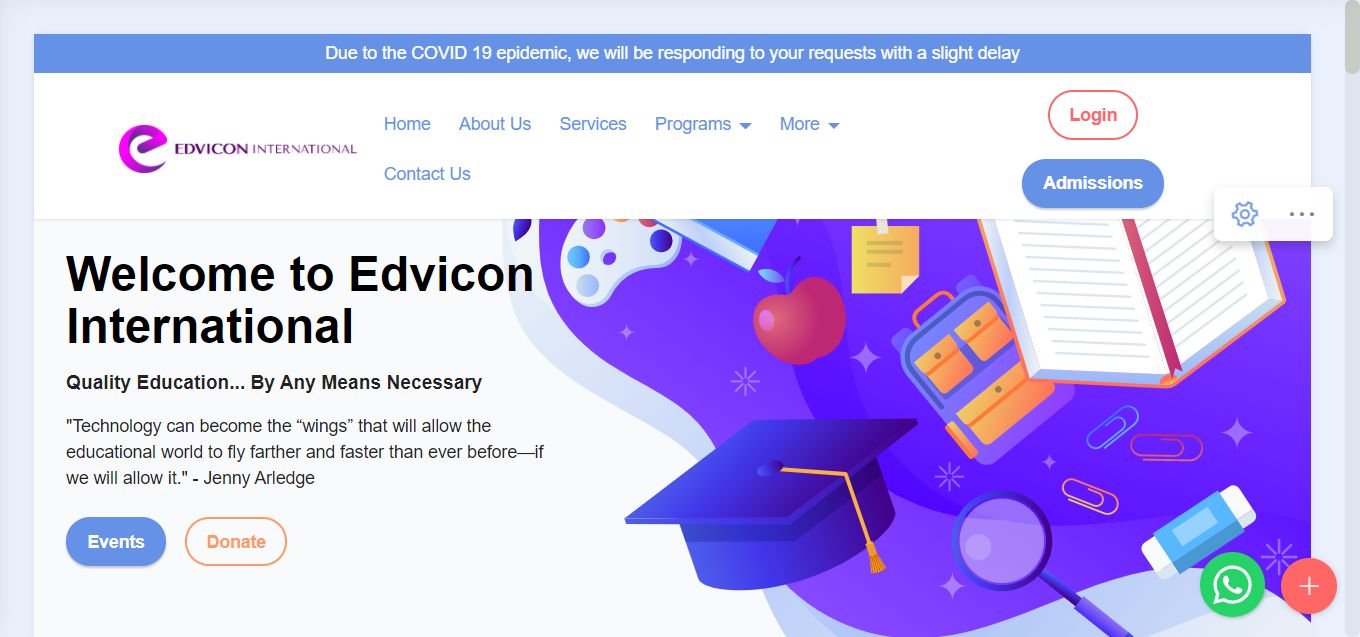 Due to the COVID 19 epidemic, we will be responding to your requests with a slight delay
EDVICON INTERNATIONAL
Home About Us Services Programs More
Contact Us
Login
Admissions
Welcome to Edvicon
International
Quality Education... By Any Means Necessary
"Technology can become the “wings” that will allow the
educational world to fly farther and faster than ever before—if
we will allow it." - Jenny Arledge
Events Donate